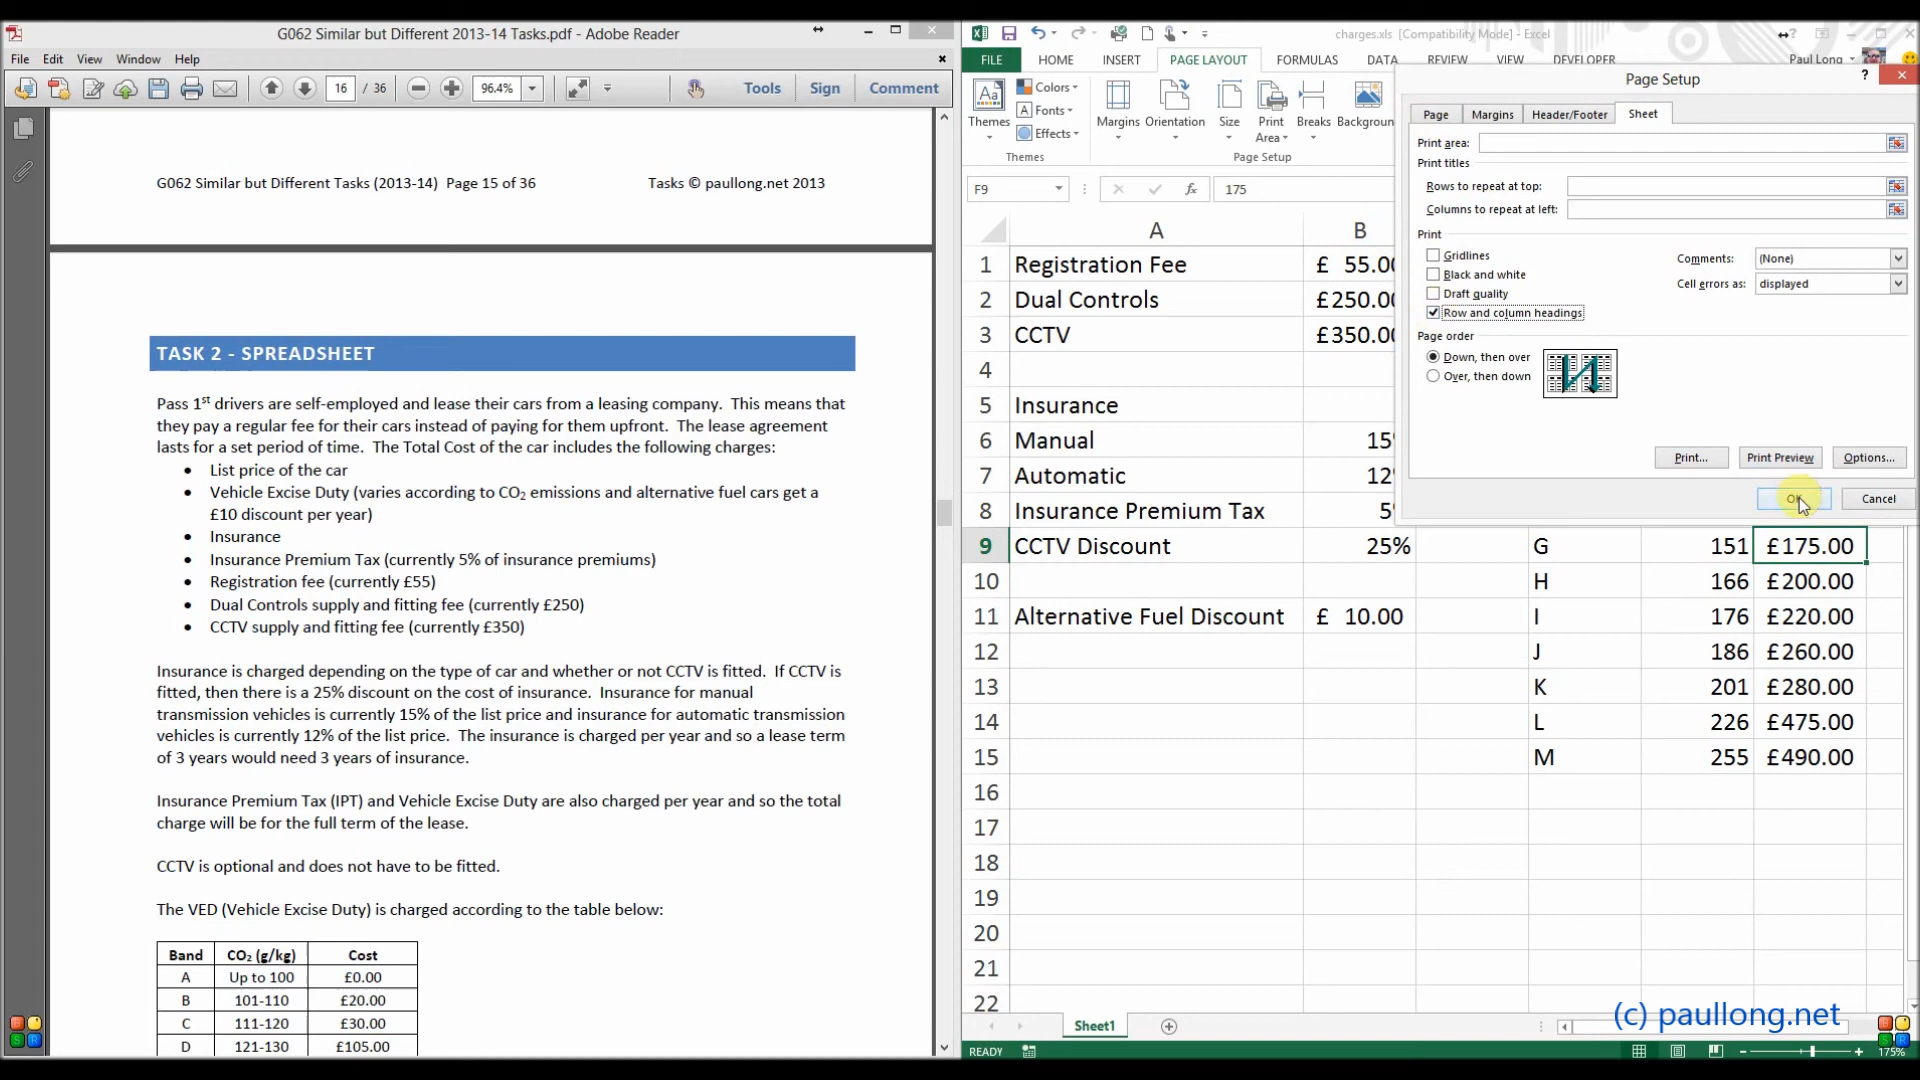 G062 Similar but Different 2013-14 Tasks.pdf - Adobe Reader
File Edit View Window Help
16 / 36 96.4% Tools Sign Comment
G062 Similar but Different Tasks (2013-14) Page 15 of 36 Tasks © paullong.net 2013
TASK 2 - SPREADSHEET
Pass 1st drivers are self-employed and lease their cars from a leasing company. This means that
they pay a regular fee for their cars instead of paying for them upfront. The lease agreement
lasts for a set period of time. The Total Cost of the car includes the following charges:
• List price of the car
• Vehicle Excise Duty (varies according to CO2 emissions and alternative fuel cars get a
£10 discount per year)
• Insurance
• Insurance Premium Tax (currently 5% of insurance premiums)
• Registration fee (currently £55)
• Dual Controls supply and fitting fee (currently £250)
• CCTV supply and fitting fee (currently £350)
Insurance is charged depending on the type of car and whether or not CCTV is fitted. If CCTV is
fitted, then there is a 25% discount on the cost of insurance. Insurance for manual
transmission vehicles is currently 15% of the list price and insurance for automatic transmission
vehicles is currently 12% of the list price. The insurance is charged per year and so a lease term
of 3 years would need 3 years of insurance.
Insurance Premium Tax (IPT) and Vehicle Excise Duty are also charged per year and so the total
charge will be for the full term of the lease.
CCTV is optional and does not have to be fitted.
The VED (Vehicle Excise Duty) is charged according to the table below:
Band CO2 (g/kg) Cost
A Up to 100 £0.00
B 101-110 £20.00
C 111-120 £30.00
D 121-130 £105.00
charges.xls [Compatibility Mode] - Excel
FILE HOME INSERT PAGE LAYOUT FORMULAS DATA REVIEW VIEW DEVELOPER Paul Long
Themes Colors Fonts Effects Margins Orientation Size Print Area Breaks Backgroun
Themes Page Setup
F9 fx 175
A B
1 Registration Fee £ 55.00
2 Dual Controls £250.00
3 CCTV £350.00
4
5 Insurance
6 Manual 15%
7 Automatic 12%
8 Insurance Premium Tax 5%
9 CCTV Discount 25% G 151 £175.00
10 H 166 £200.00
11 Alternative Fuel Discount £ 10.00 I 176 £220.00
12 J 186 £260.00
13 K 201 £280.00
14 L 226 £475.00
15 M 255 £490.00
16
17
18
19
20
21
22
Sheet1
READY 175%
Page Setup
Page Margins Header/Footer Sheet
Print area:
Print titles
Rows to repeat at top:
Columns to repeat at left:
Print
Gridlines Comments: (None)
Black and white Cell errors as: displayed
Draft quality
Row and column headings
Page order
Down, then over
Over, then down
Print... Print Preview Options...
OK Cancel
(c) paullong.net